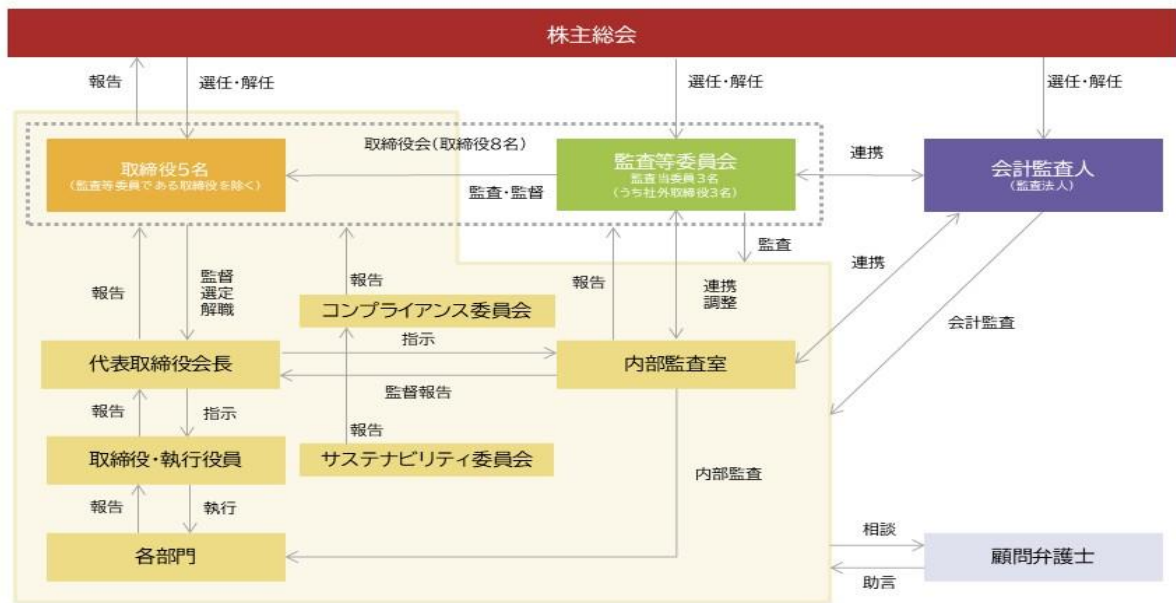 株主総会
報告
選任・解任
選任・解任
選任・解任
取締役会(取締役8名)
取締役5名
(監査等委員である取締役を除く)
監査・監督
監査等委員会
監査当委員3名
(うち社外取締役3名)
連携
会計監査人
(監査法人)
報告
監督
選定
解職
報告
コンプライアンス委員会
報告
連携
調整
監査
連携
会計監査
代表取締役会長
指示
監督報告
内部監査室
報告
指示
取締役・執行役員
報告
サステナビリティ委員会
内部監査
報告
執行
各部門
相談
助言
顧問弁護士